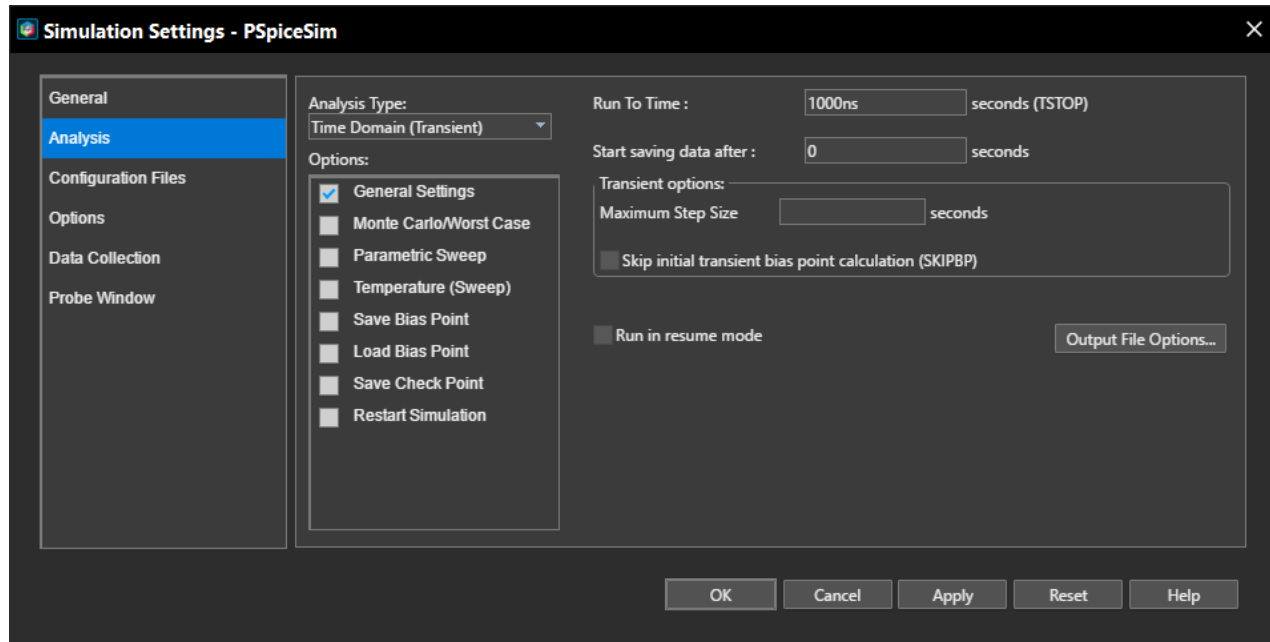 Simulation Settings - PSpiceSim
General
Analysis
Configuration Files
Options
Data Collection
Probe Window
Analysis Type:
Time Domain (Transient)
Options:
General Settings
Monte Carlo/Worst Case
Parametric Sweep
Temperature (Sweep)
Save Bias Point
Load Bias Point
Save Check Point
Restart Simulation
Run To Time : 1000ns seconds (TSTOP)
Start saving data after : 0 seconds
Transient options:
Maximum Step Size seconds
Skip initial transient bias point calculation (SKIPBP)
Run in resume mode
Output File Options...
OK Cancel Apply Reset Help